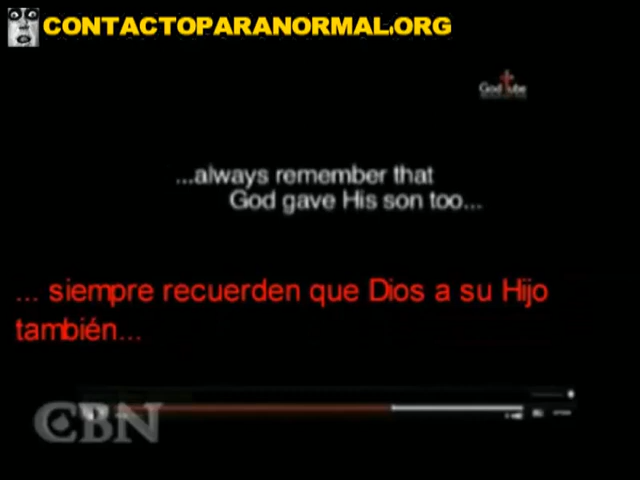 CONTACTOPARANORMAL.ORG
GodTube
...always remember that
God gave His son too...
... siempre recuerden que Dios a su Hijo
también...
CBN